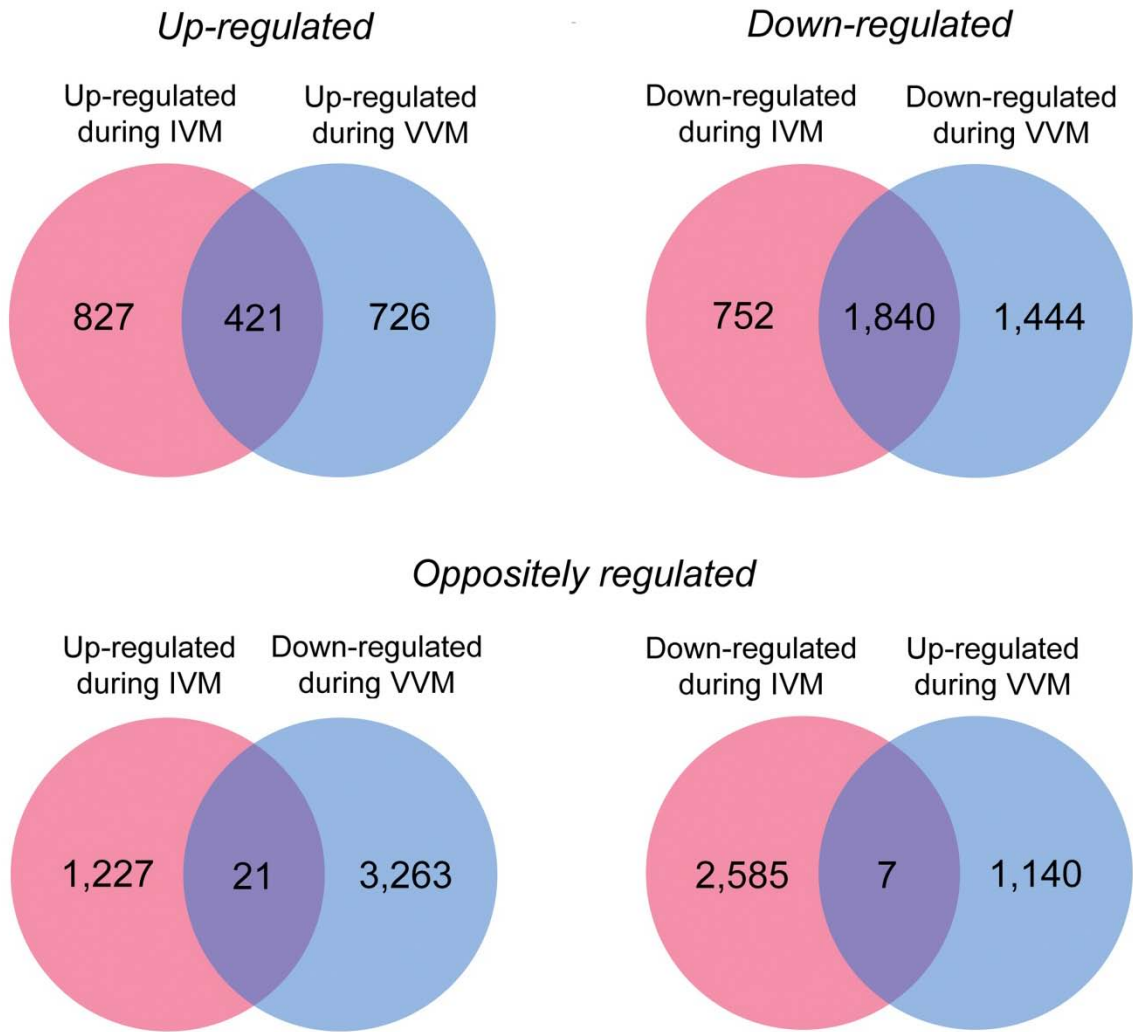 Up-regulated
Down-regulated
Up-regulated
during IVM
Up-regulated
during VVM
Down-regulated
during IVM
Down-regulated
during VVM
827
421
726
752
1,840
1,444
Oppositely regulated
Up-regulated
during IVM
Down-regulated
during VVM
Down-regulated
during IVM
Up-regulated
during VVM
1,227
21
3,263
2,585
7
1,140